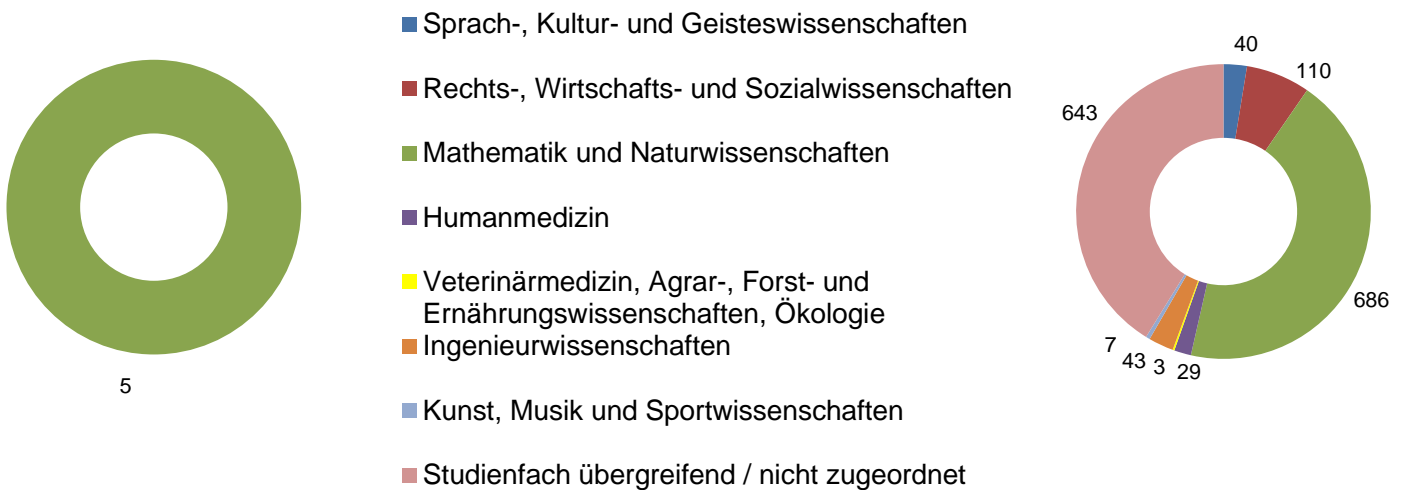 5
Sprach-, Kultur- und Geisteswissenschaften
Rechts-, Wirtschafts- und Sozialwissenschaften
Mathematik und Naturwissenschaften
Humanmedizin
Veterinärmedizin, Agrar-, Forst- und
Ernährungswissenschaften, Ökologie
Ingenieurwissenschaften
Kunst, Musik und Sportwissenschaften
Studienfach übergreifend / nicht zugeordnet
40
110
686
29
3
43
7
643